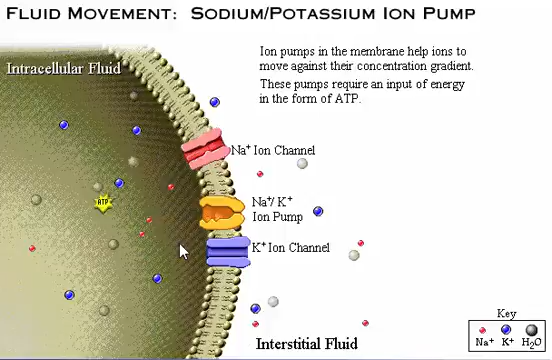 FLUID MOVEMENT: SODIUM/POTASSIUM ION PUMP
Ion pumps in the membrane help ions to
move against their concentration gradient.
These pumps require an input of energy
in the form of ATP.
Intracellular Fluid
Na⁺ Ion Channel
ATP
Na⁺/ K⁺
Ion Pump
K⁺ Ion Channel
Interstitial Fluid
Key
Na⁺ K⁺ H₂O